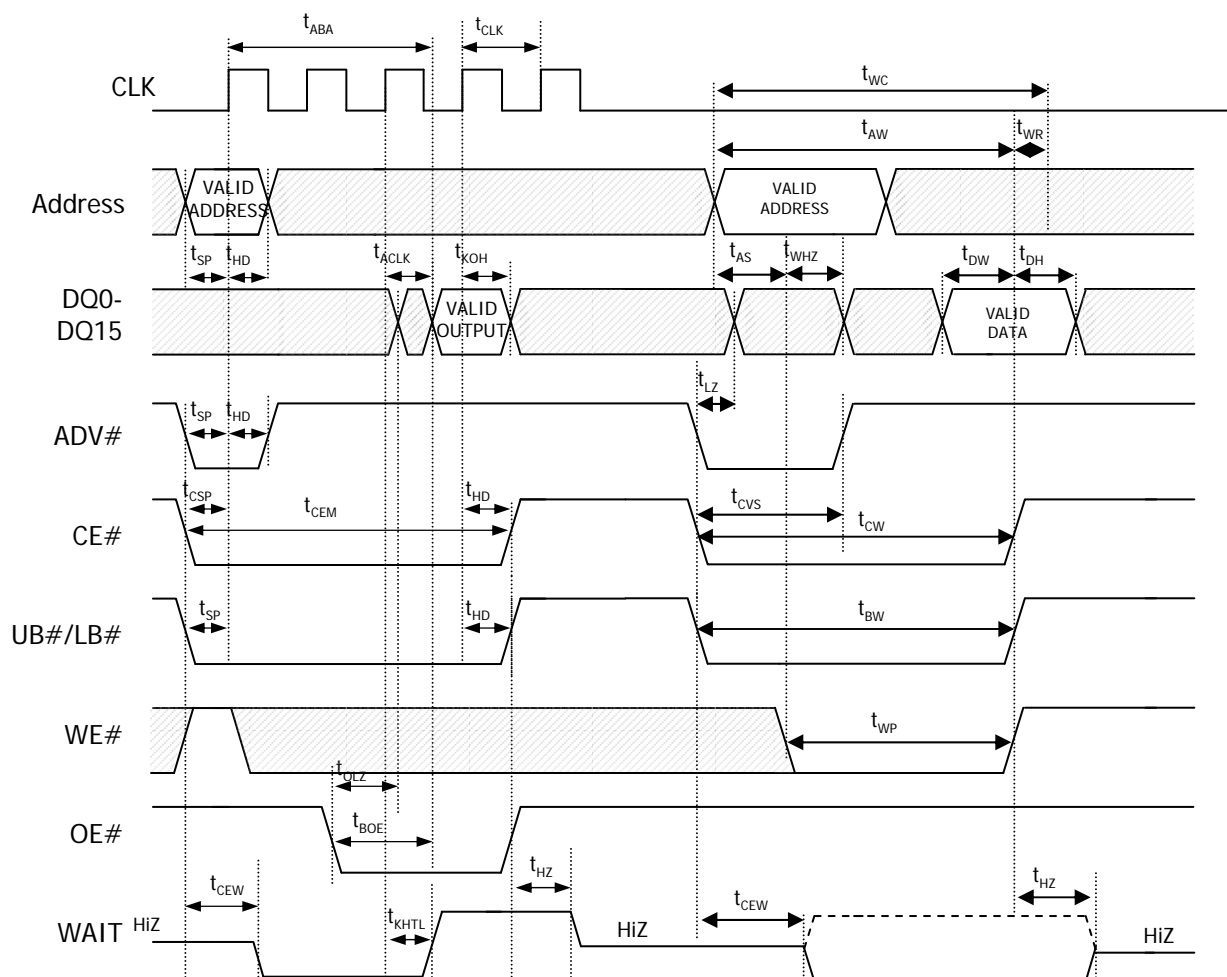 tABA
tCLK
CLK
tWC
tAW
tWR
Address
VALID
ADDRESS
VALID
ADDRESS
tSP
tHD
tACLK
tKOH
tAS
tWHZ
tDW
tDH
DQ0-
DQ15
VALID
OUTPUT
VALID
DATA
tLZ
ADV#
tSP
tHD
CE#
tCSP
tCEM
tHD
tCVS
tCW
UB#/LB#
tSP
tHD
tBW
WE#
tWP
tOLZ
OE#
tBOE
tHZ
tHZ
tCEW
tKHTL
tCEW
WAIT
HiZ
HiZ
HiZ